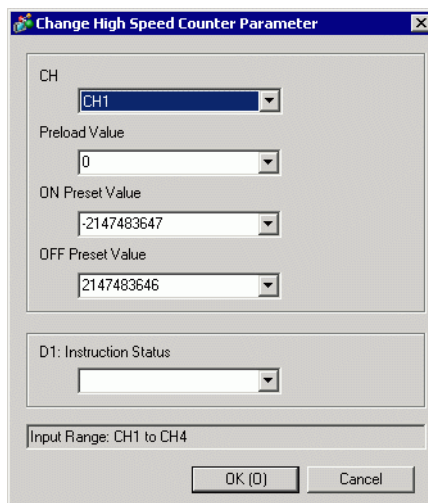 Change High Speed Counter Parameter
CH
CH1
Preload Value
0
ON Preset Value
-2147483647
OFF Preset Value
2147483646
D1: Instruction Status
Input Range: CH1 to CH4
OK (O)
Cancel